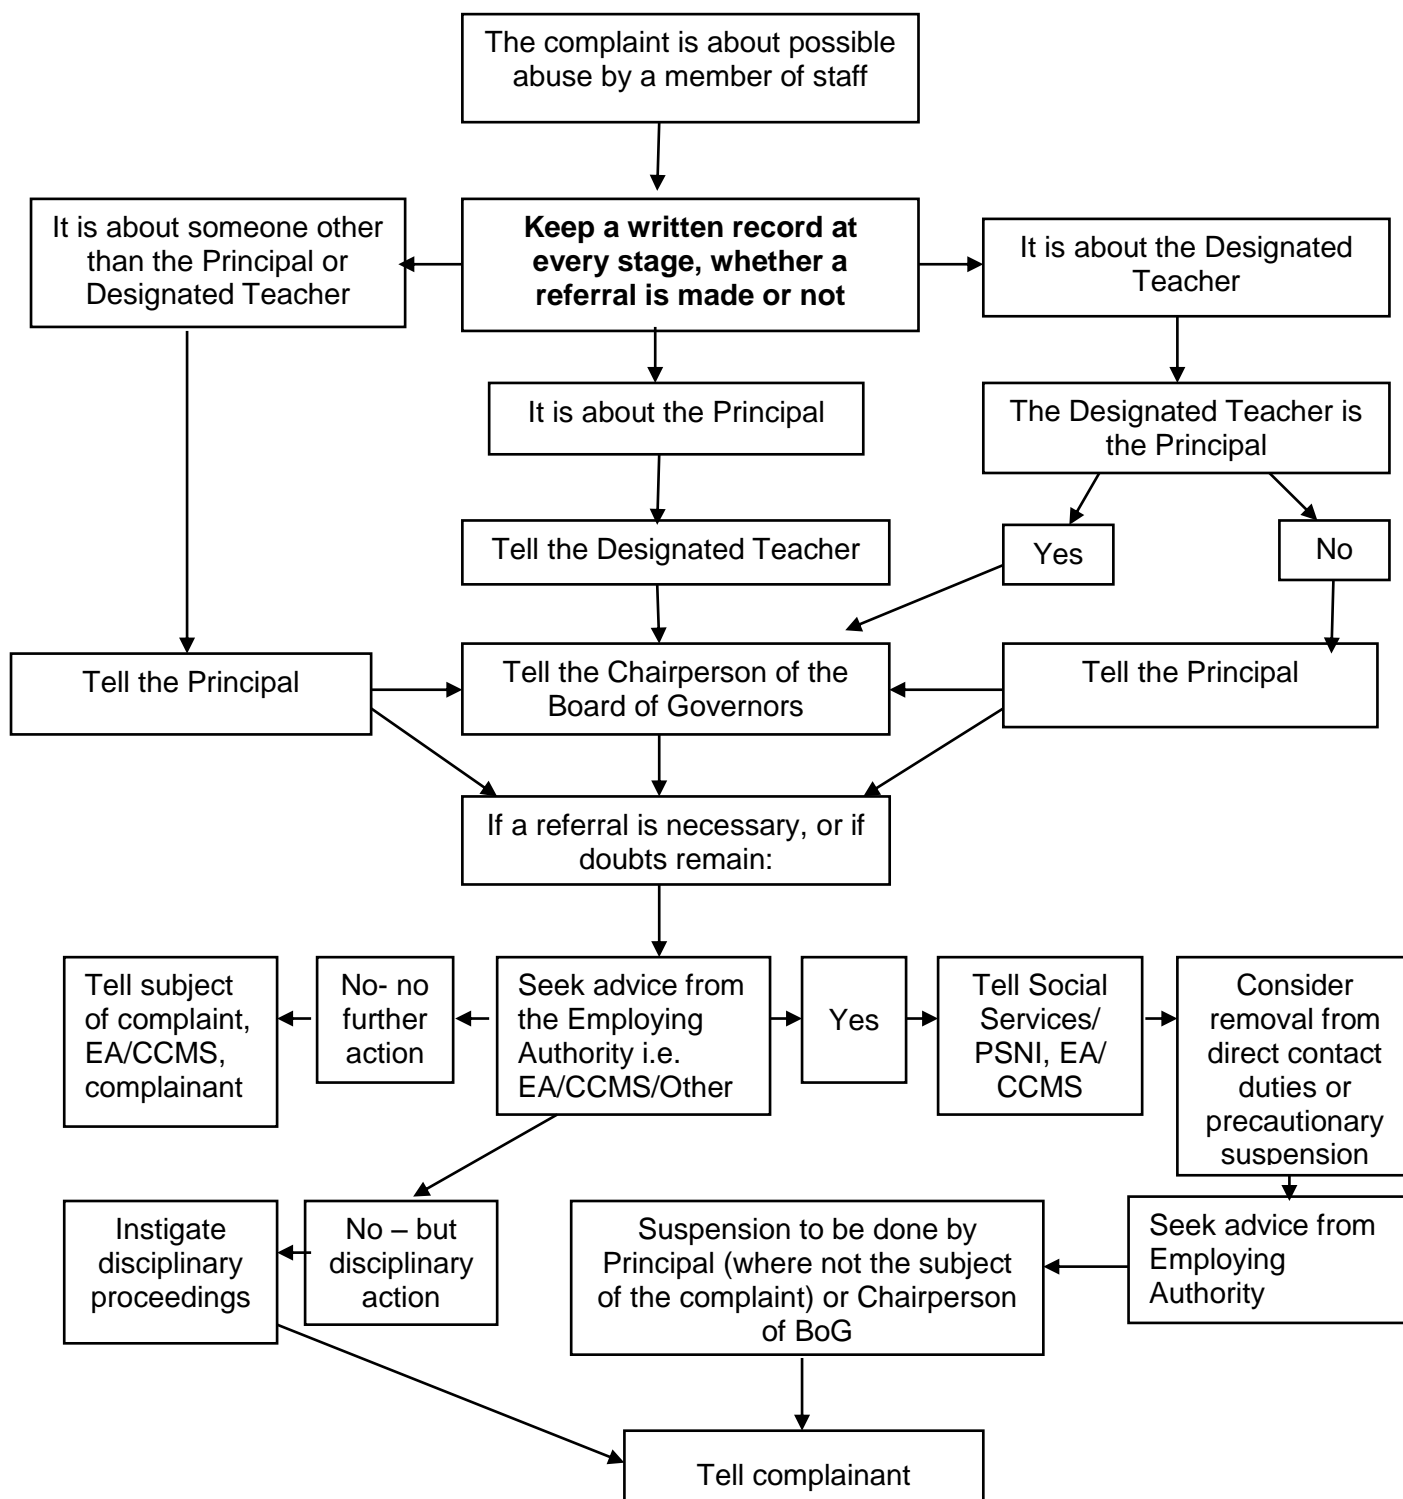 The complaint is about possible
abuse by a member of staff
It is about someone other
than the Principal or
Designated Teacher
Keep a written record at
every stage, whether a
referral is made or not
It is about the Designated
Teacher
It is about the Principal
The Designated Teacher is
the Principal
Tell the Designated Teacher
Yes
No
Tell the Principal
Tell the Chairperson of the
Board of Governors
Tell the Principal
If a referral is necessary, or if
doubts remain:
Tell subject
of complaint,
EA/CCMS,
complainant
No- no
further
action
Seek advice from
the Employing
Authority i.e.
EA/CCMS/Other
Yes
Tell Social
Services/
PSNI, EA/
CCMS
Consider
removal from
direct contact
duties or
precautionary
suspension
Instigate
disciplinary
proceedings
No – but
disciplinary
action
Suspension to be done by
Principal (where not the subject
of the complaint) or Chairperson
of BoG
Seek advice from
Employing
Authority
Tell complainant